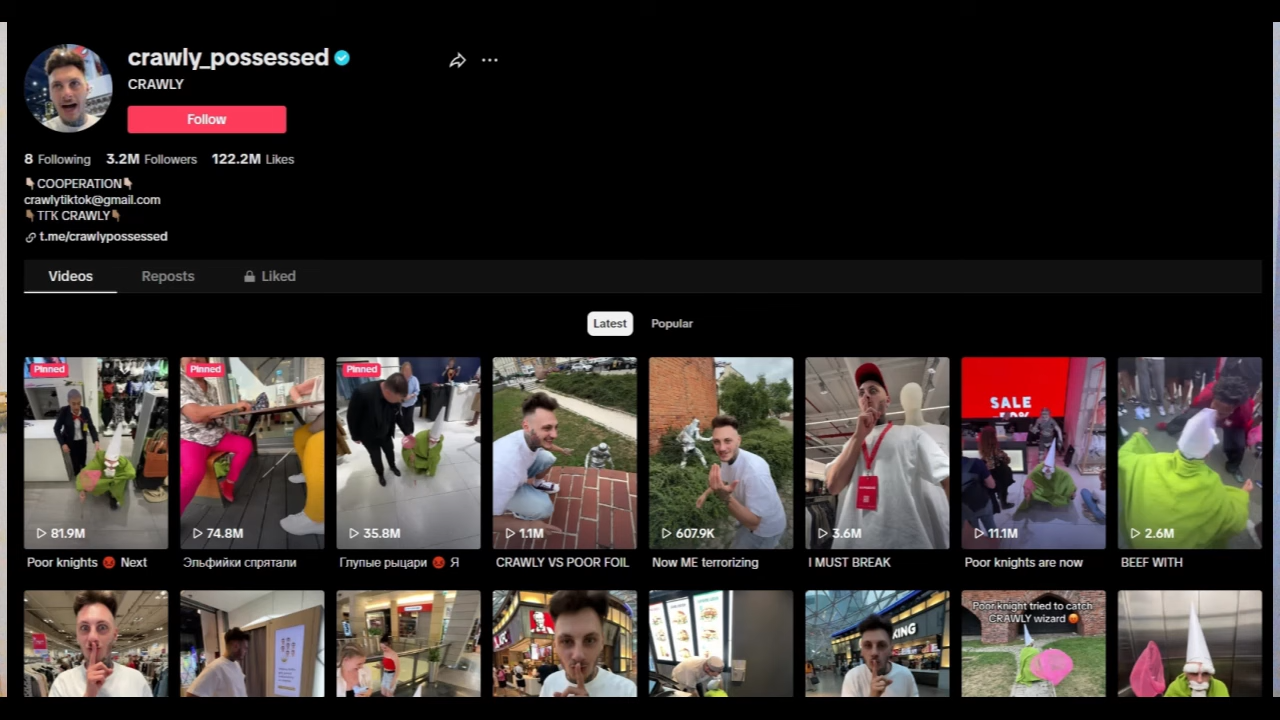 crawly_possessed
CRAWLY
Follow
8 Following 3.2M Followers 122.2M Likes
👇🏻COOPERATION👇🏻
crawlytiktok@gmail.com
👇🏽ТГК CRAWLY👇🏽
t.me/crawlypossessed
Videos Reposts Liked
Latest Popular
Pinned Pinned Pinned
SALE
81.9M 74.8M 35.8M 1.1M 607.9K 3.6M 11.1M 2.6M
Poor knights 😡 Next Эльфийки спрятали Глупые рыцари 😡 Я CRAWLY VS POOR FOIL Now ME terrorizing I MUST BREAK Poor knights are now BEEF WITH
Poor knight tried to catch
CRAWLY wizard 😡
KING